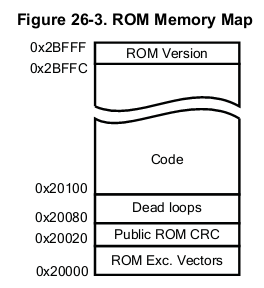 Figure 26-3. ROM Memory Map
0x2BFFF
ROM Version
0x2BFFC
Code
0x20100
Dead loops
0x20080
Public ROM CRC
0x20020
ROM Exc. Vectors
0x20000